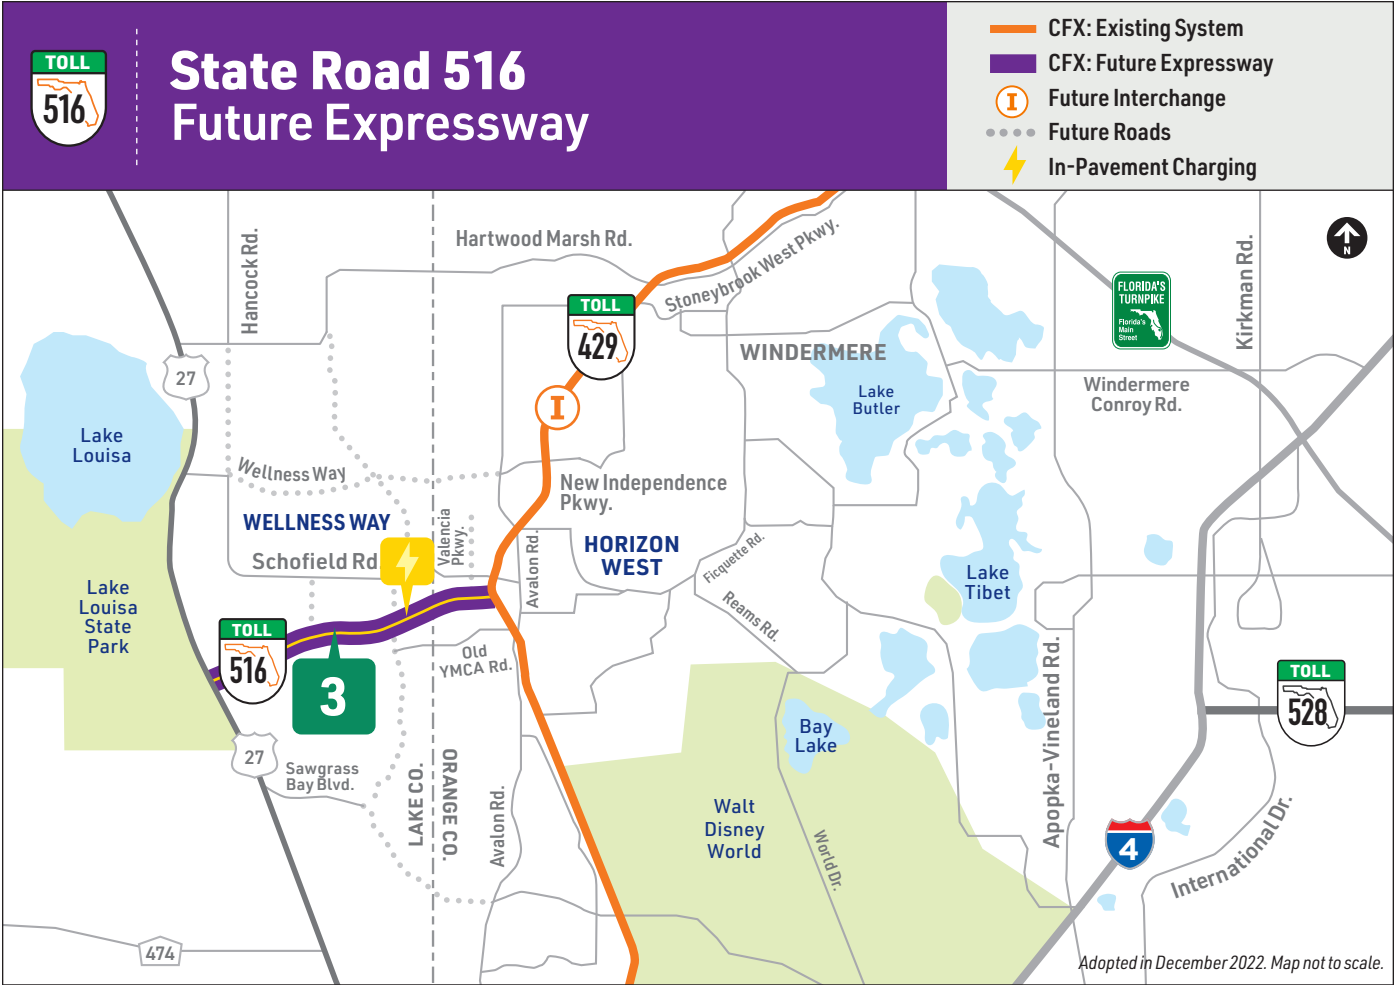 TOLL
516
State Road 516
Future Expressway
CFX: Existing System
CFX: Future Expressway
I
Future Interchange
Future Roads
In-Pavement Charging
N
Hancock Rd.
Hartwood Marsh Rd.
Stoneybrook West Pkwy.
Kirkman Rd.
FLORIDA'S
TURNPIKE
Florida's
Main
Street
TOLL
429
WINDERMERE
27
Lake
Butler
Windermere
Conroy Rd.
I
Lake
Louisa
Wellness Way
New Independence
Pkwy.
WELLNESS WAY
Valencia
Pkwy.
Schofield Rd.
Avalon Rd.
HORIZON
WEST
Ficquette Rd.
Reams Rd.
Lake
Tibet
Lake
Louisa
State
Park
TOLL
516
3
Old
YMCA Rd.
Apopka-Vineland Rd.
TOLL
528
27
Sawgrass
Bay Blvd.
LAKE CO.
ORANGE CO.
Avalon Rd.
Bay
Lake
Walt
Disney
World
World Dr.
4
International Dr.
474
Adopted in December 2022. Map not to scale.